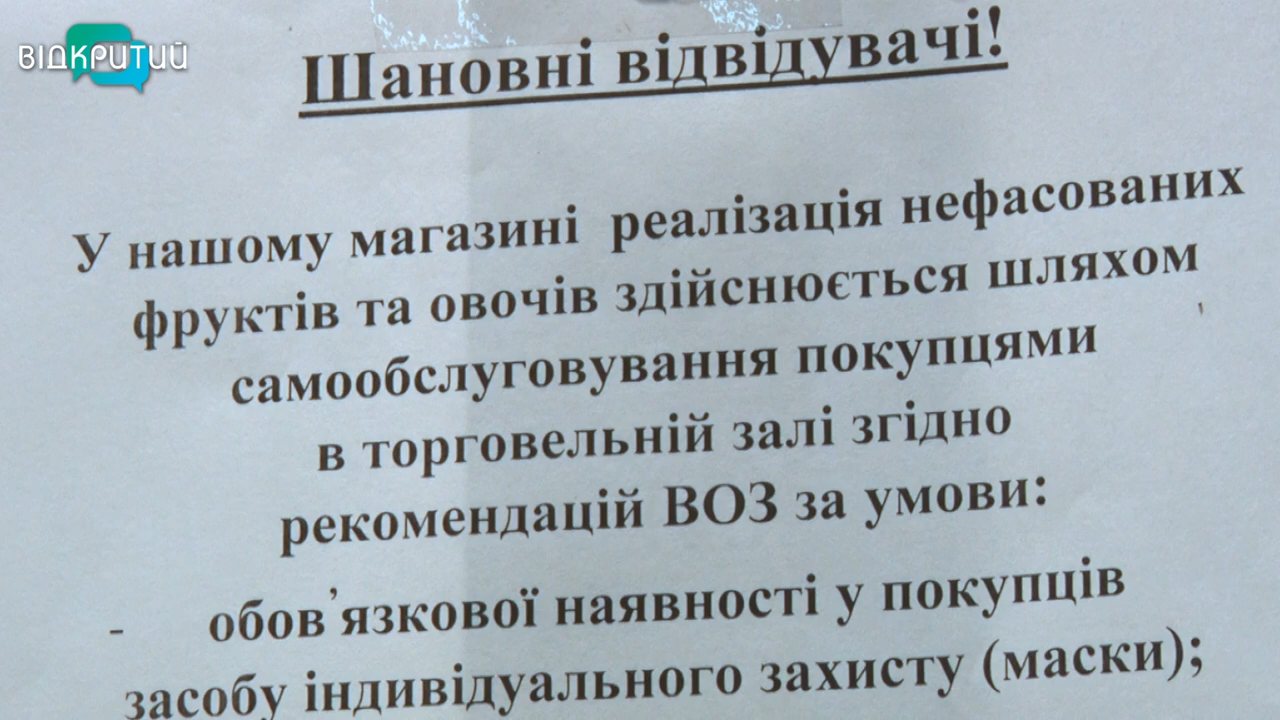 ВІДКРИТИЙ
Шановні відвідувачі!
У нашому магазині реалізація нефасованих
фруктів та овочів здійснюється шляхом
самообслуговування покупцями
в торговельній залі згідно
рекомендацій ВОЗ за умови:
- обов’язкової наявності у покупців
засобу індивідуального захисту (маски);